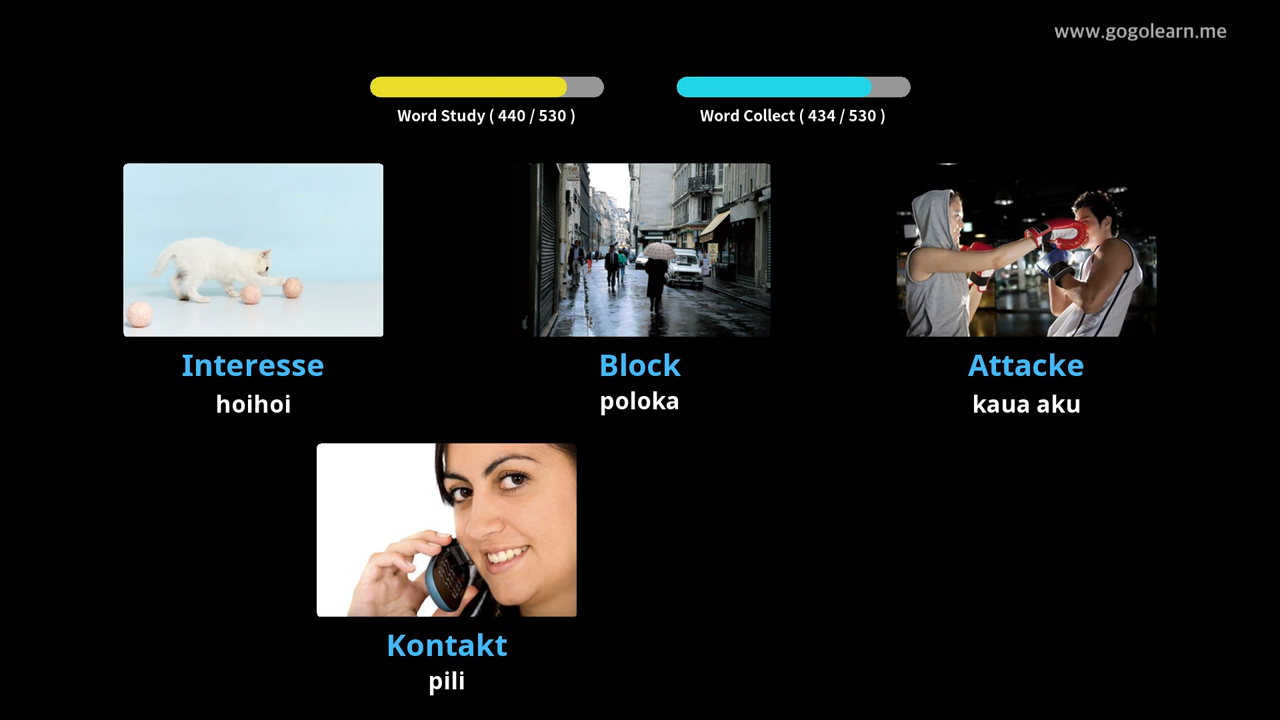 www.gogolearn.me
Word Study ( 440 / 530 )
Word Collect ( 434 / 530 )
Interesse
hoihoi
Block
poloka
Attacke
kaua aku
Kontakt
pili